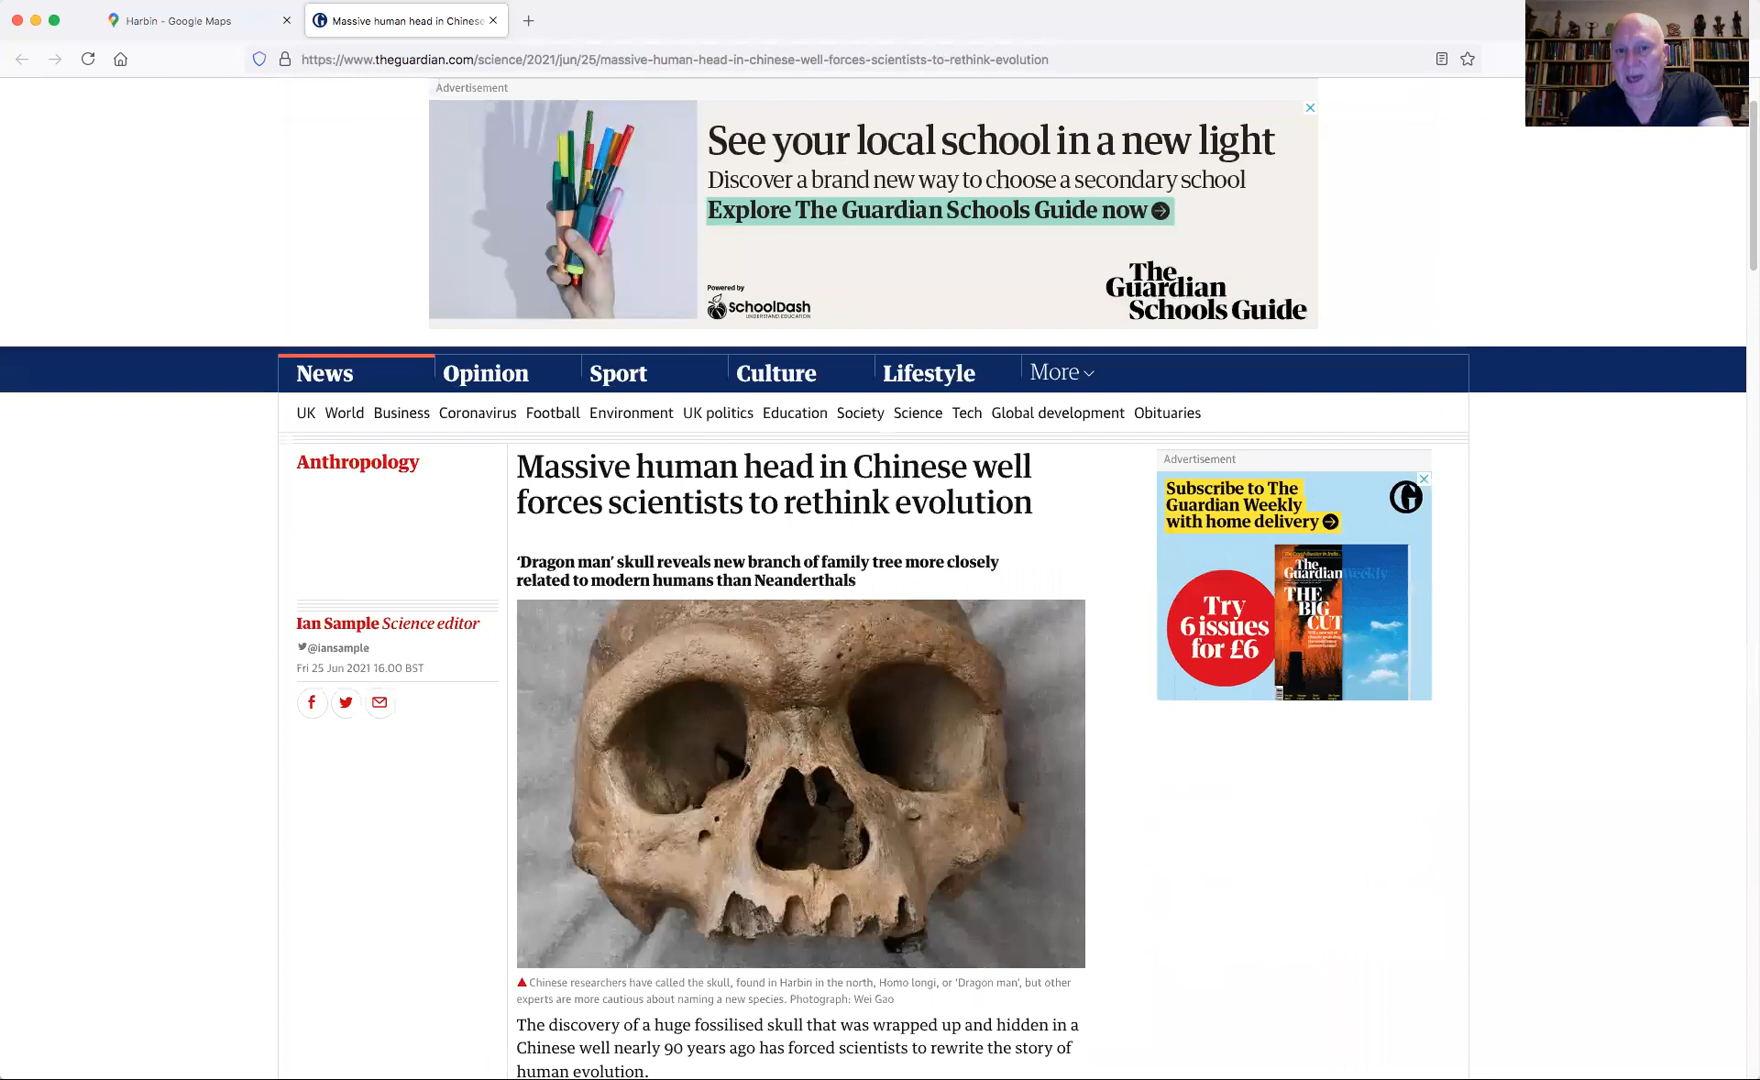 Harbin - Google Maps
Massive human head in Chinese
https://www.theguardian.com/science/2021/jun/25/massive-human-head-in-chinese-well-forces-scientists-to-rethink-evolution
Advertisement
See your local school in a new light
Discover a brand new way to choose a secondary school
Explore The Guardian Schools Guide now
Powered by
SchoolDash
UNDERSTAND EDUCATION
The
Guardian
Schools Guide
News
Opinion
Sport
Culture
Lifestyle
More
UK World Business Coronavirus Football Environment UK politics Education Society Science Tech Global development Obituaries
Anthropology
Massive human head in Chinese well
forces scientists to rethink evolution
'Dragon man' skull reveals new branch of family tree more closely
related to modern humans than Neanderthals
Ian Sample Science editor
@iansample
Fri 25 Jun 2021 16.00 BST
Advertisement
Subscribe to The
Guardian Weekly
with home delivery
Try
6 issues
for £6
The
Guardian Weekly
THE
BIG
CUT
Chinese researchers have called the skull, found in Harbin in the north, Homo longi, or 'Dragon man', but other
experts are more cautious about naming a new species. Photograph: Wei Gao
The discovery of a huge fossilised skull that was wrapped up and hidden in a
Chinese well nearly 90 years ago has forced scientists to rewrite the story of
human evolution.